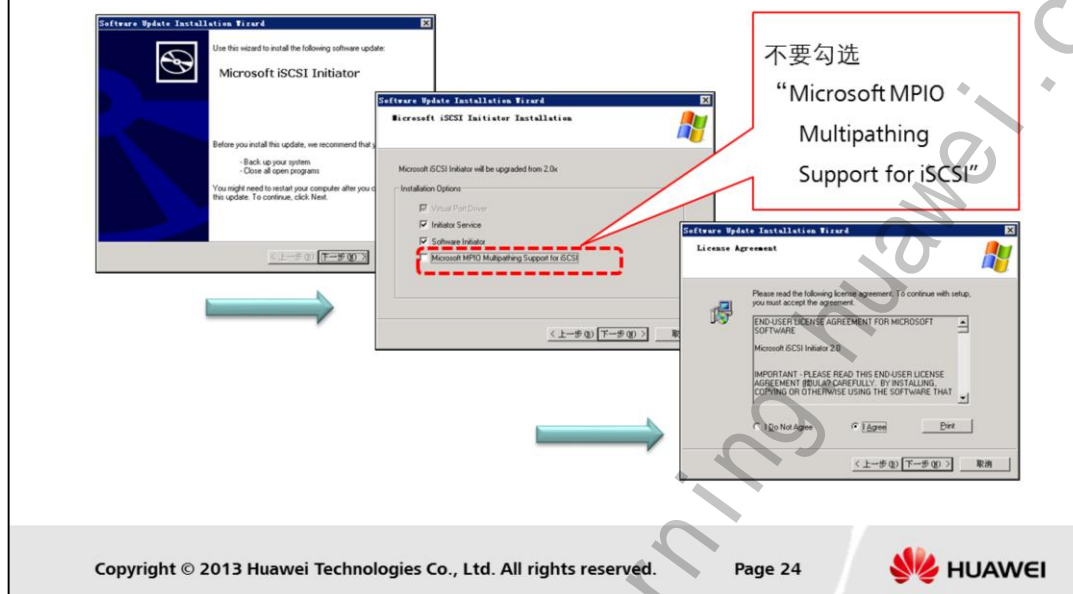 Software Update Installation Wizard
Use this wizard to install the following software update:
Microsoft iSCSI Initiator
Before you install this update, we recommend that y
- Back up your system
- Close all open programs
You might need to restart your computer after you c
this update. To continue, click Next.
<上一步(B) 下一步(N)>
Software Update Installation Wizard
Microsoft iSCSI Initiator Installation
Microsoft iSCSI Initiator will be upgraded from 2.0x
Installation Options
Virtual Port Driver
Initiator Service
Software Initiator
Microsoft MPIO Multipathing Support for iSCSI
<上一步(B) 下一步(N)> 取
不要勾选
“Microsoft MPIO
Multipathing
Support for iSCSI”
Software Update Installation Wizard
License Agreement
Please read the following license agreement. To continue with setup,
you must accept the agreement.
END-USER LICENSE AGREEMENT FOR MICROSOFT
SOFTWARE
Microsoft iSCSI Initiator 2.0
IMPORTANT - PLEASE READ THIS END-USER LICENSE
AGREEMENT CAREFULLY. BY INSTALLING,
COPYING OR OTHERWISE USING THE SOFTWARE THAT
I Do Not Agree I Agree Print
<上一步(B) 下一步(N)> 取消
rning.huawei.c
Copyright © 2013 Huawei Technologies Co., Ltd. All rights reserved. Page 24
HUAWEI